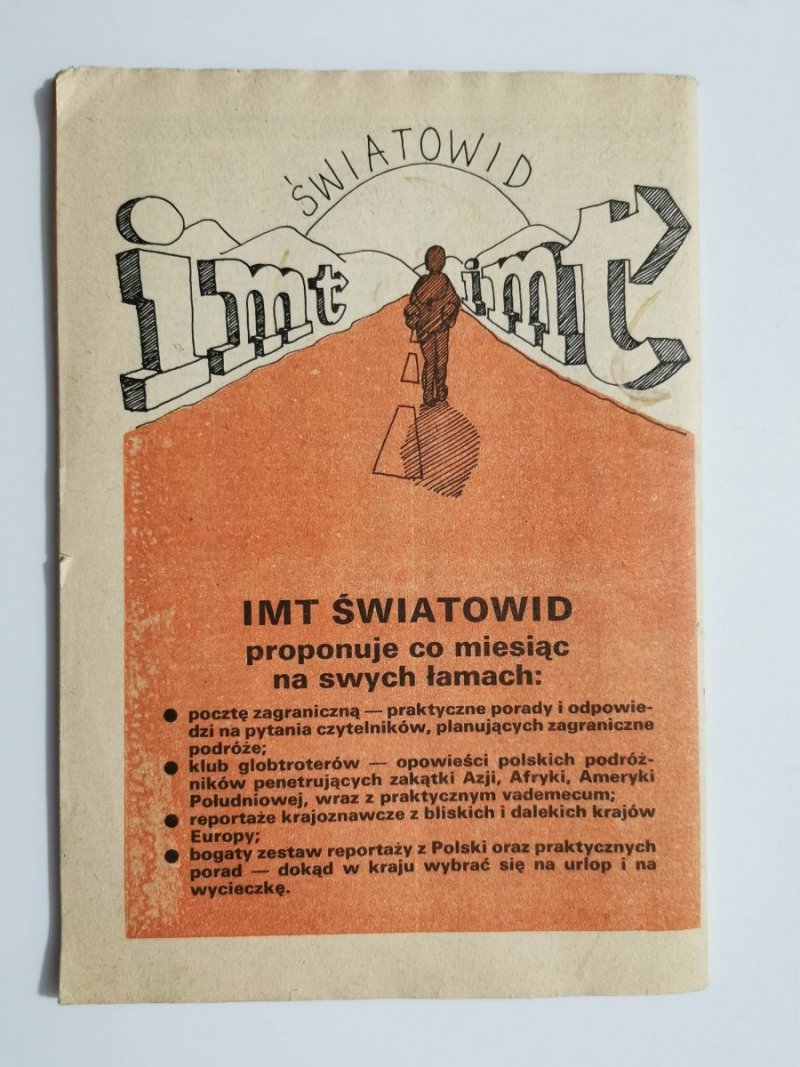 ŚWIATOWID
imt imt
IMT ŚWIATOWID
proponuje co miesiąc
na swych łamach:
● pocztę zagraniczną — praktyczne porady i odpowie-
dzi na pytania czytelników, planujących zagraniczne
podróże;
● klub globtroterów — opowieści polskich podróż-
ników penetrujących zakątki Azji, Afryki, Ameryki
Południowej, wraz z praktycznym vademecum;
● reportaże krajoznawcze z bliskich i dalekich krajów
Europy;
● bogaty zestaw reportaży z Polski oraz praktycznych
porad — dokąd w kraju wybrać się na urlop i na
wycieczkę.